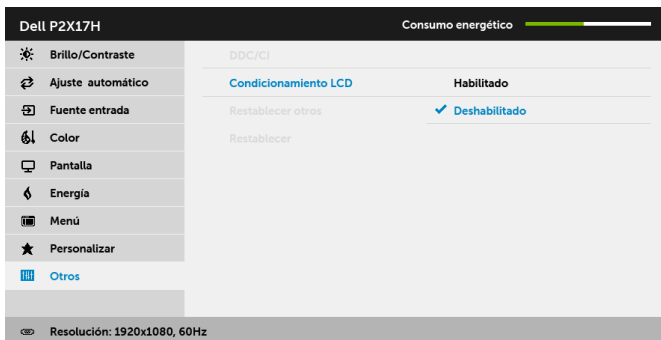 Dell P2X17H
Consumo energético
Brillo/Contraste
DDC/CI
Ajuste automático
Condicionamiento LCD
Habilitado
Fuente entrada
Restablecer otros
Deshabilitado
Color
Restablecer
Pantalla
Energía
Menú
Personalizar
Otros
Resolución: 1920x1080, 60Hz